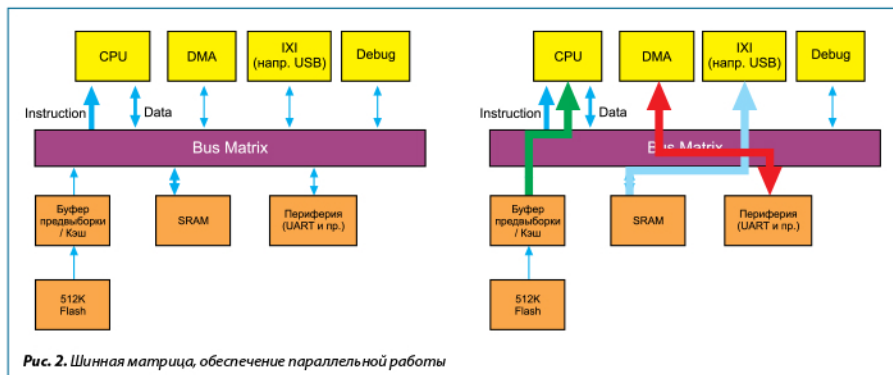 CPU
DMA
IXI
(напр. USB)
Debug
Instruction
Data
Bus Matrix
Буфер
предвыборки
/ Кэш
SRAM
Периферия
(UART и пр.)
512K
Flash
CPU
DMA
IXI
(напр. USB)
Debug
Instruction
Data
Bus Matrix
Буфер
предвыборки
/ Кэш
SRAM
Периферия
(UART и пр.)
512K
Flash
Рис. 2. Шинная матрица, обеспечение параллельной работы